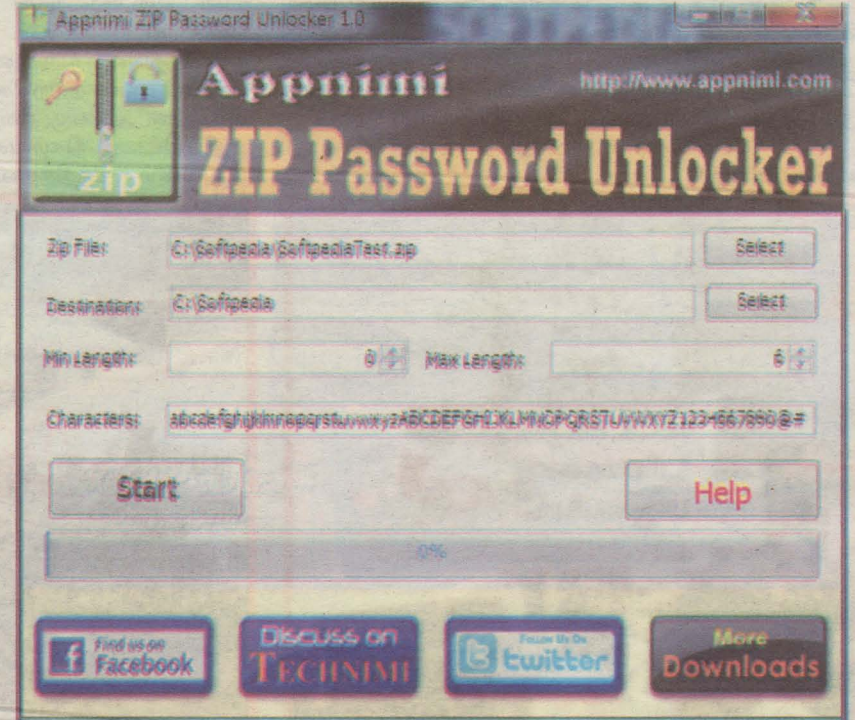 Appnimi ZIP Password Unlocker 1.0
Appnimi
http://www.appnimi.com
zip
ZIP Password Unlocker
Zip File:
C:\Softpedia\SoftpediaTest.zip
Select
Destination:
C:\Softpedia
Select
Min Length:
0
Max Length:
6
Characters:
abcdefghijklmnopqrstuvwxyzABCDEFGHIJKLMNOPQRSTUVWXYZ1234567890@#
Start
Help
0%
Find us on
Facebook
Discuss on
TECHNIMI
Follow Us On
twitter
More
Downloads